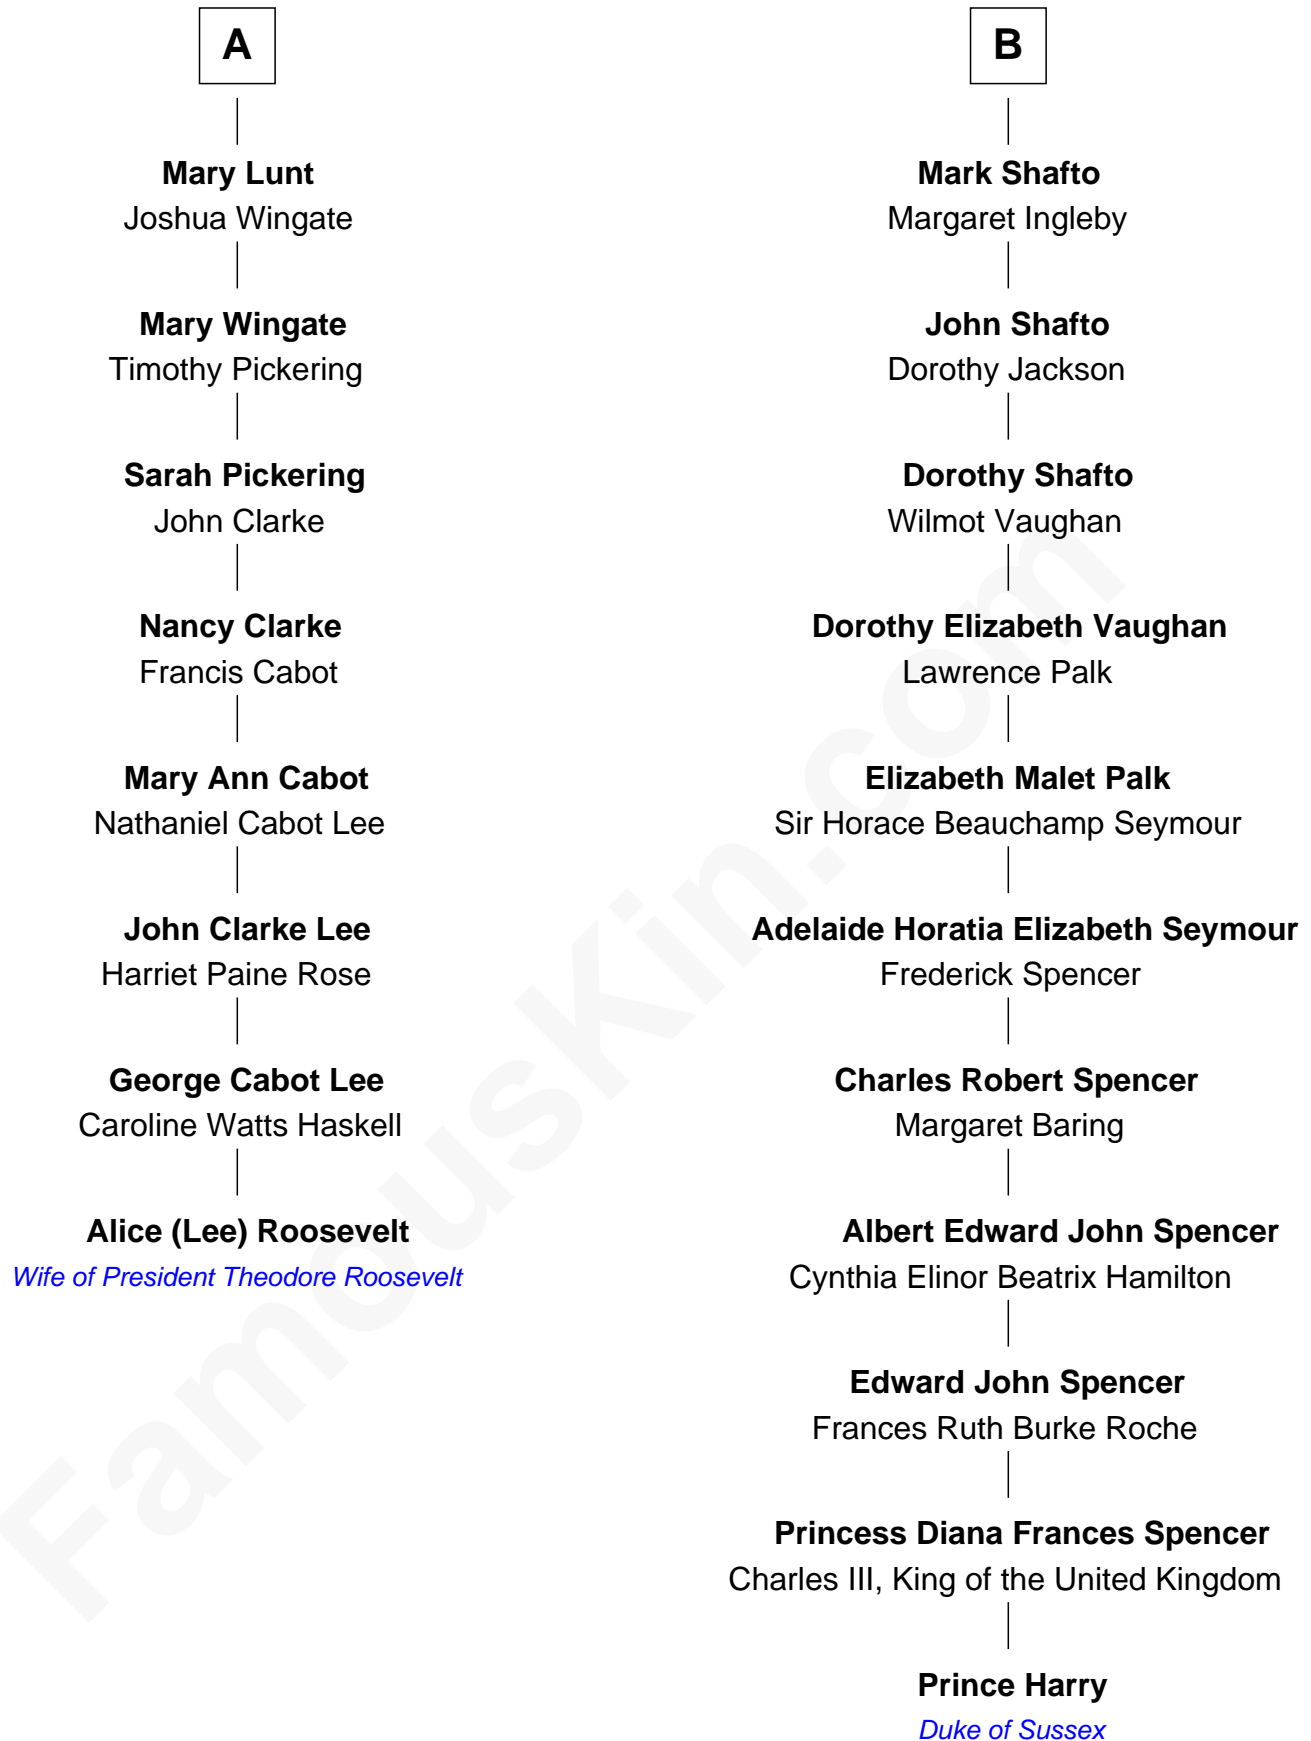 A
Mary Lunt
Joshua Wingate
Mary Wingate
Timothy Pickering
Sarah Pickering
John Clarke
Nancy Clarke
Francis Cabot
Mary Ann Cabot
Nathaniel Cabot Lee
John Clarke Lee
Harriet Paine Rose
George Cabot Lee
Caroline Watts Haskell
Alice (Lee) Roosevelt
Wife of President Theodore Roosevelt
B
Mark Shafto
Margaret Ingleby
John Shafto
Dorothy Jackson
Dorothy Shafto
Wilmot Vaughan
Dorothy Elizabeth Vaughan
Lawrence Palk
Elizabeth Malet Palk
Sir Horace Beauchamp Seymour
Adelaide Horatia Elizabeth Seymour
Frederick Spencer
Charles Robert Spencer
Margaret Baring
Albert Edward John Spencer
Cynthia Elinor Beatrix Hamilton
Edward John Spencer
Frances Ruth Burke Roche
Princess Diana Frances Spencer
Charles III, King of the United Kingdom
Prince Harry
Duke of Sussex
FamousKin.com